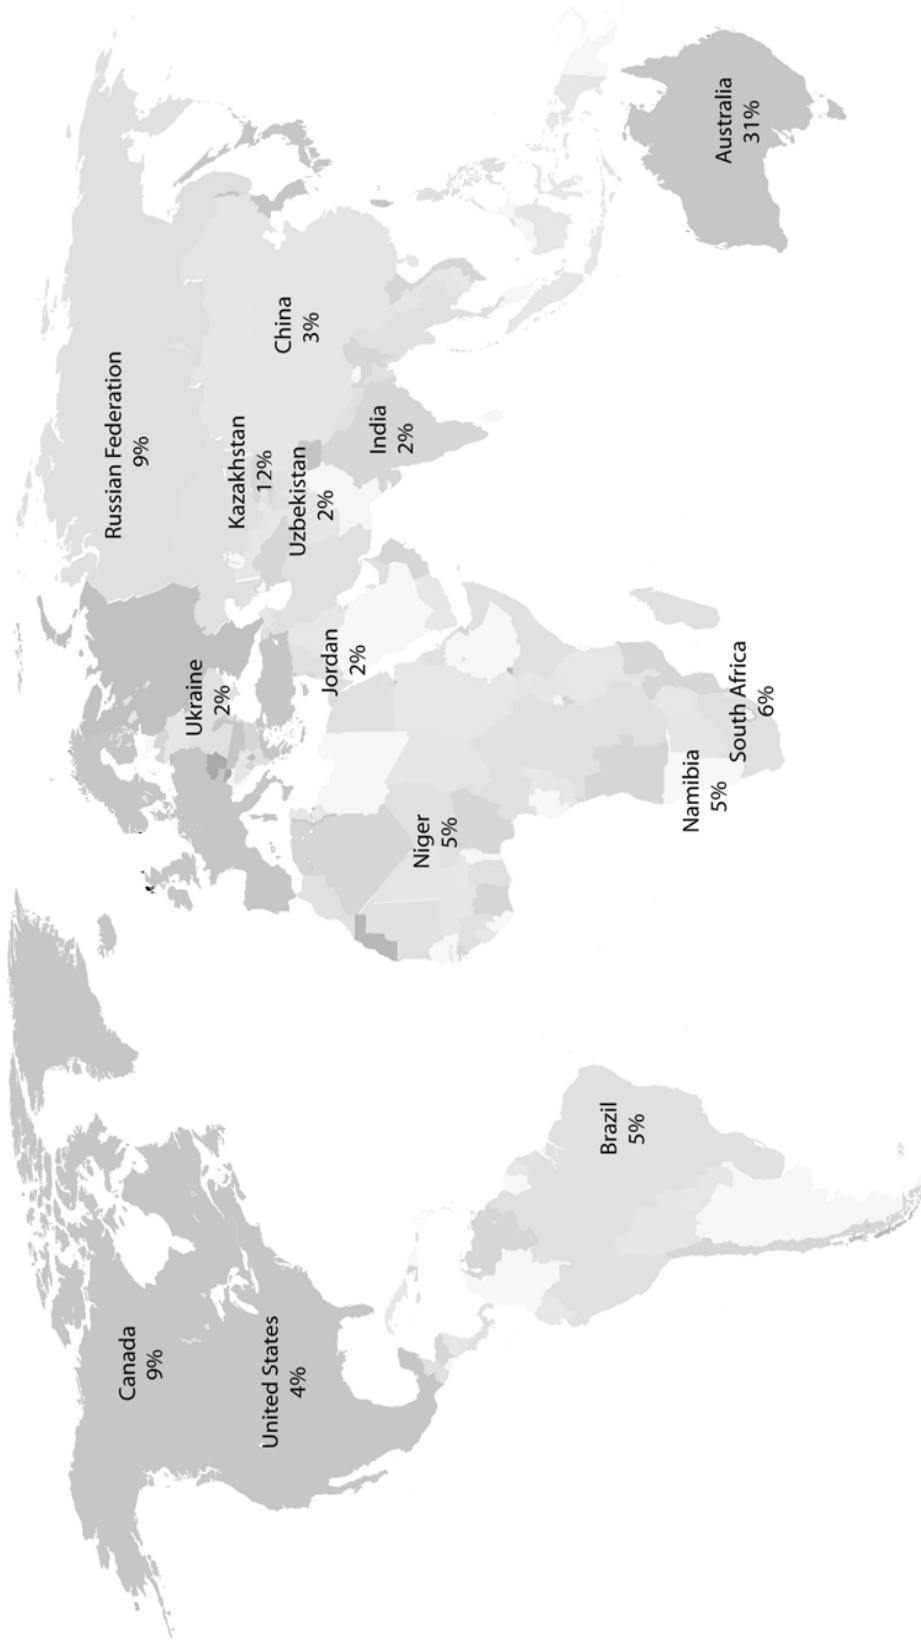 Canada
9%
United States
4%
Brazil
5%
Ukraine
2%
Russian Federation
9%
Kazakhstan
12%
Uzbekistan
2%
China
3%
India
2%
Jordan
2%
Niger
5%
Namibia
5%
South Africa
6%
Australia
31%